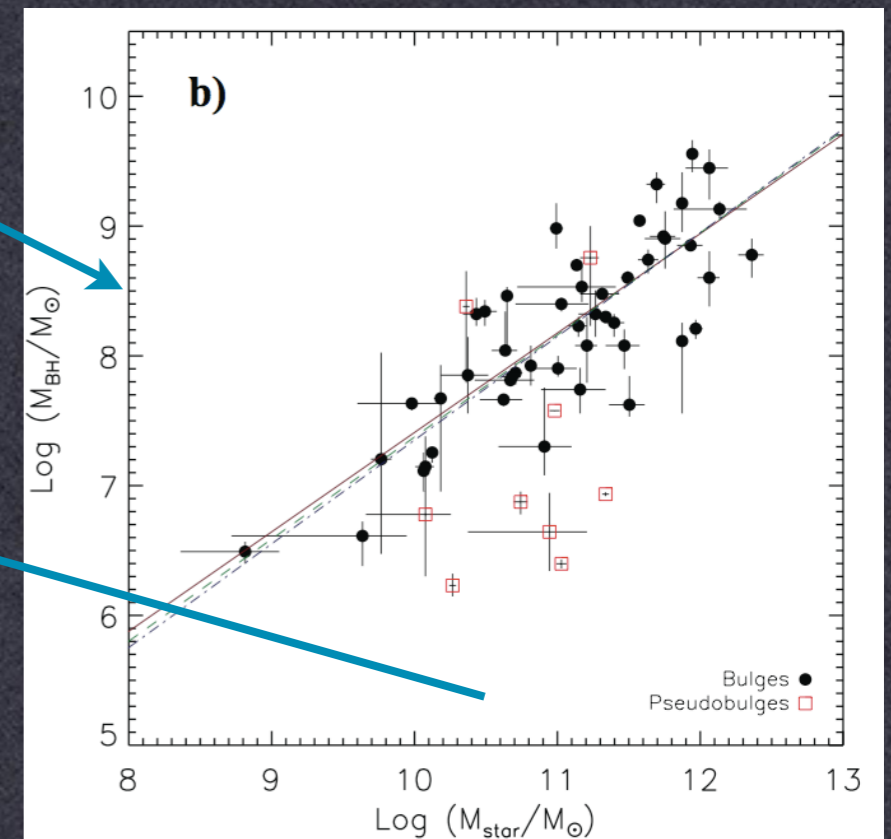 b)
10
9
8
7
6
5
Log (M_BH/M_⊙)
Bulges
Pseudobulges
8 9 10 11 12 13
Log (M_star/M_⊙)